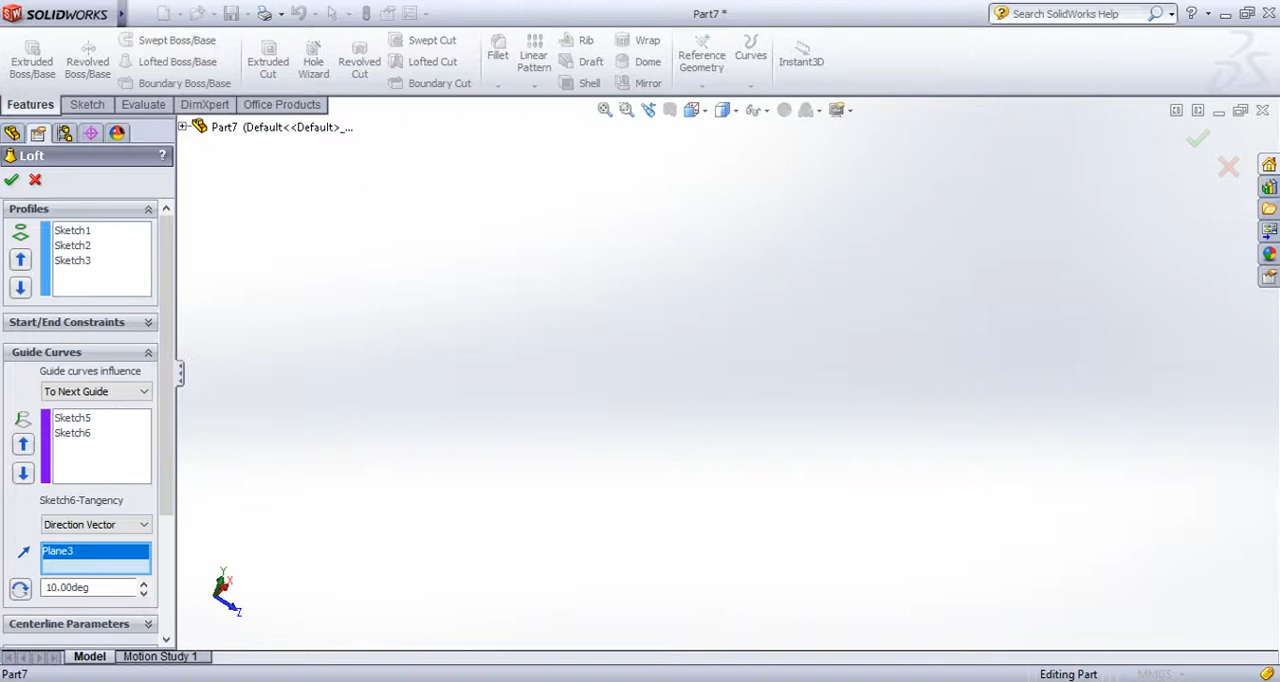 SOLIDWORKS
Part7 *
Search SolidWorks Help
Extruded Boss/Base
Revolved Boss/Base
Swept Boss/Base
Lofted Boss/Base
Boundary Boss/Base
Extruded Cut
Hole Wizard
Revolved Cut
Swept Cut
Lofted Cut
Boundary Cut
Fillet
Linear Pattern
Rib
Draft
Shell
Wrap
Dome
Mirror
Reference Geometry
Curves
Instant3D
Features
Sketch
Evaluate
DimXpert
Office Products
Part7 (Default<<Default>_...
Loft
?
Profiles
Sketch1
Sketch2
Sketch3
Start/End Constraints
Guide Curves
Guide curves influence
To Next Guide
Sketch5
Sketch6
Sketch6-Tangency
Direction Vector
Plane3
10.00deg
Centerline Parameters
Y
X
Z
Model
Motion Study 1
Part7
Editing Part
MMGS